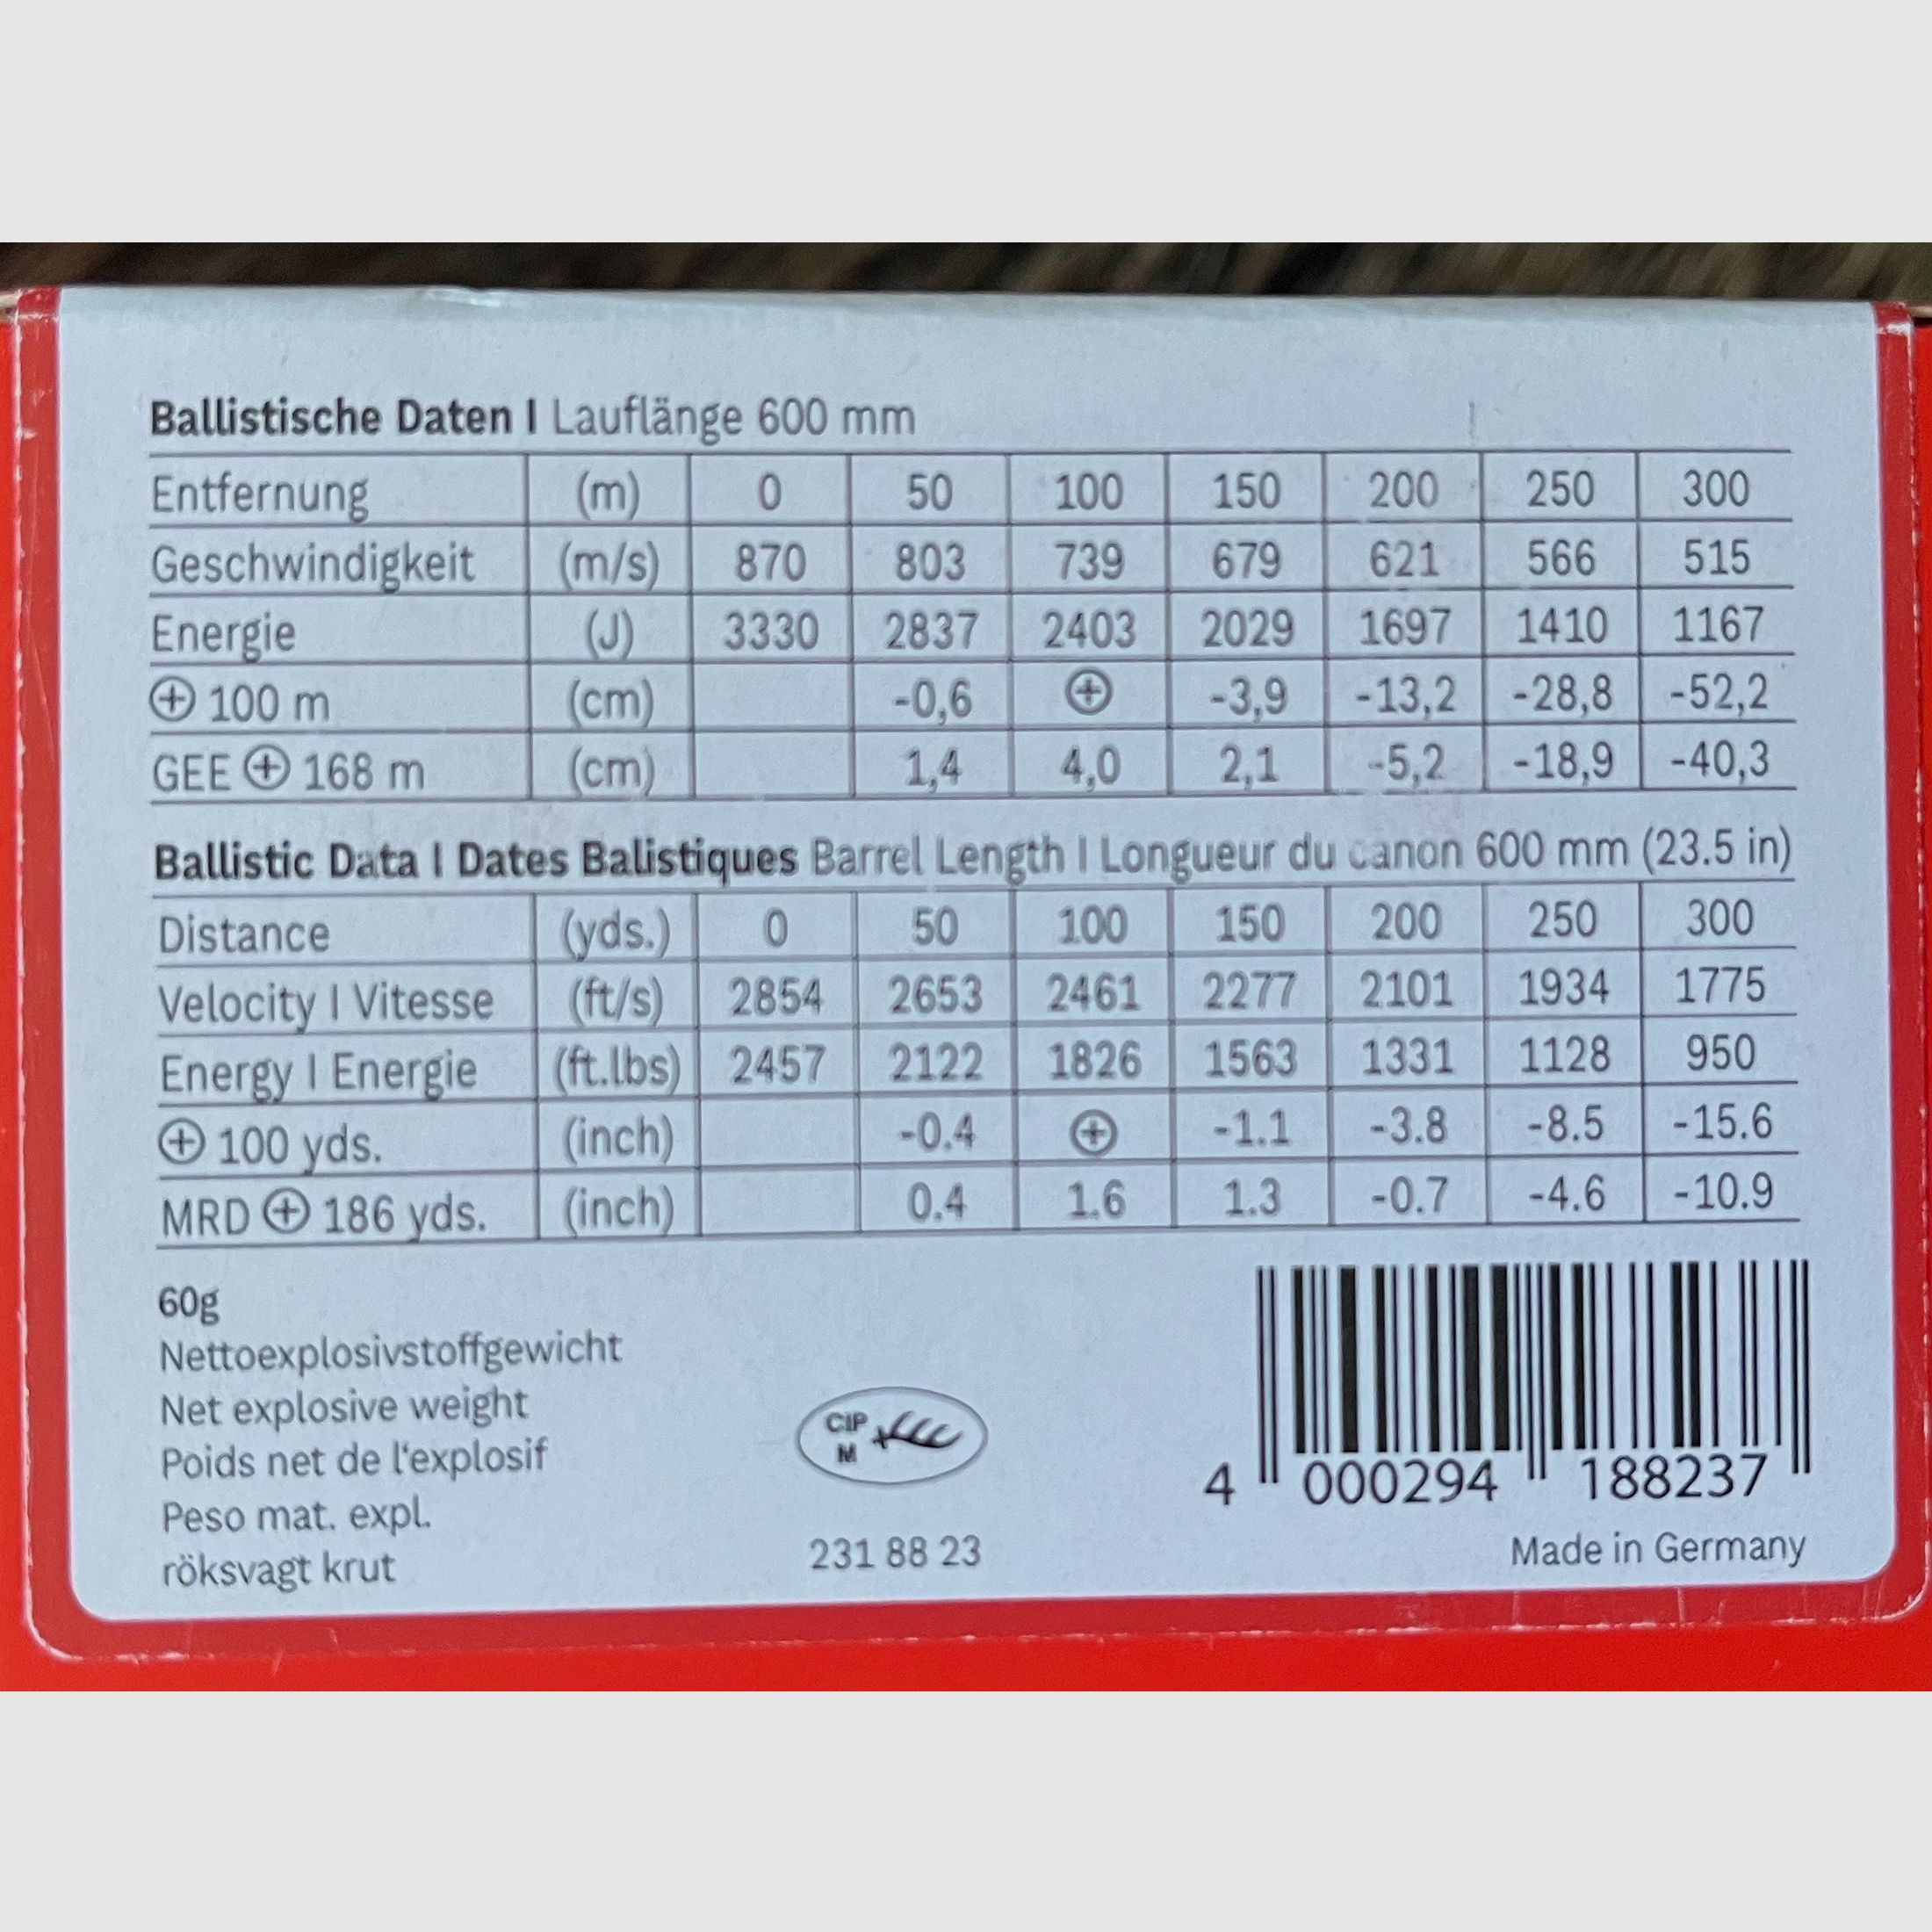 Ballistische Daten I Lauflänge 600 mm
Entfernung (m) 0 50 100 150 200 250 300
Geschwindigkeit (m/s) 870 803 739 679 621 566 515
Energie (J) 3330 2837 2403 2029 1697 1410 1167
⊕ 100 m (cm) -0,6 ⊕ -3,9 -13,2 -28,8 -52,2
GEE ⊕ 168 m (cm) 1,4 4,0 2,1 -5,2 -18,9 -40,3
Ballistic Data I Dates Balistiques Barrel Length I Longueur du canon 600 mm (23.5 in)
Distance (yds.) 0 50 100 150 200 250 300
Velocity I Vitesse (ft/s) 2854 2653 2461 2277 2101 1934 1775
Energy I Energie (ft.lbs) 2457 2122 1826 1563 1331 1128 950
⊕ 100 yds. (inch) -0.4 ⊕ -1.1 -3.8 -8.5 -15.6
MRD ⊕ 186 yds. (inch) 0.4 1.6 1.3 -0.7 -4.6 -10.9
60g
Nettoexplosivstoffgewicht
Net explosive weight
Poids net de l'explosif
Peso mat. expl.
röksvagt krut
CIP
M
231 88 23
4 000294 188237
Made in Germany